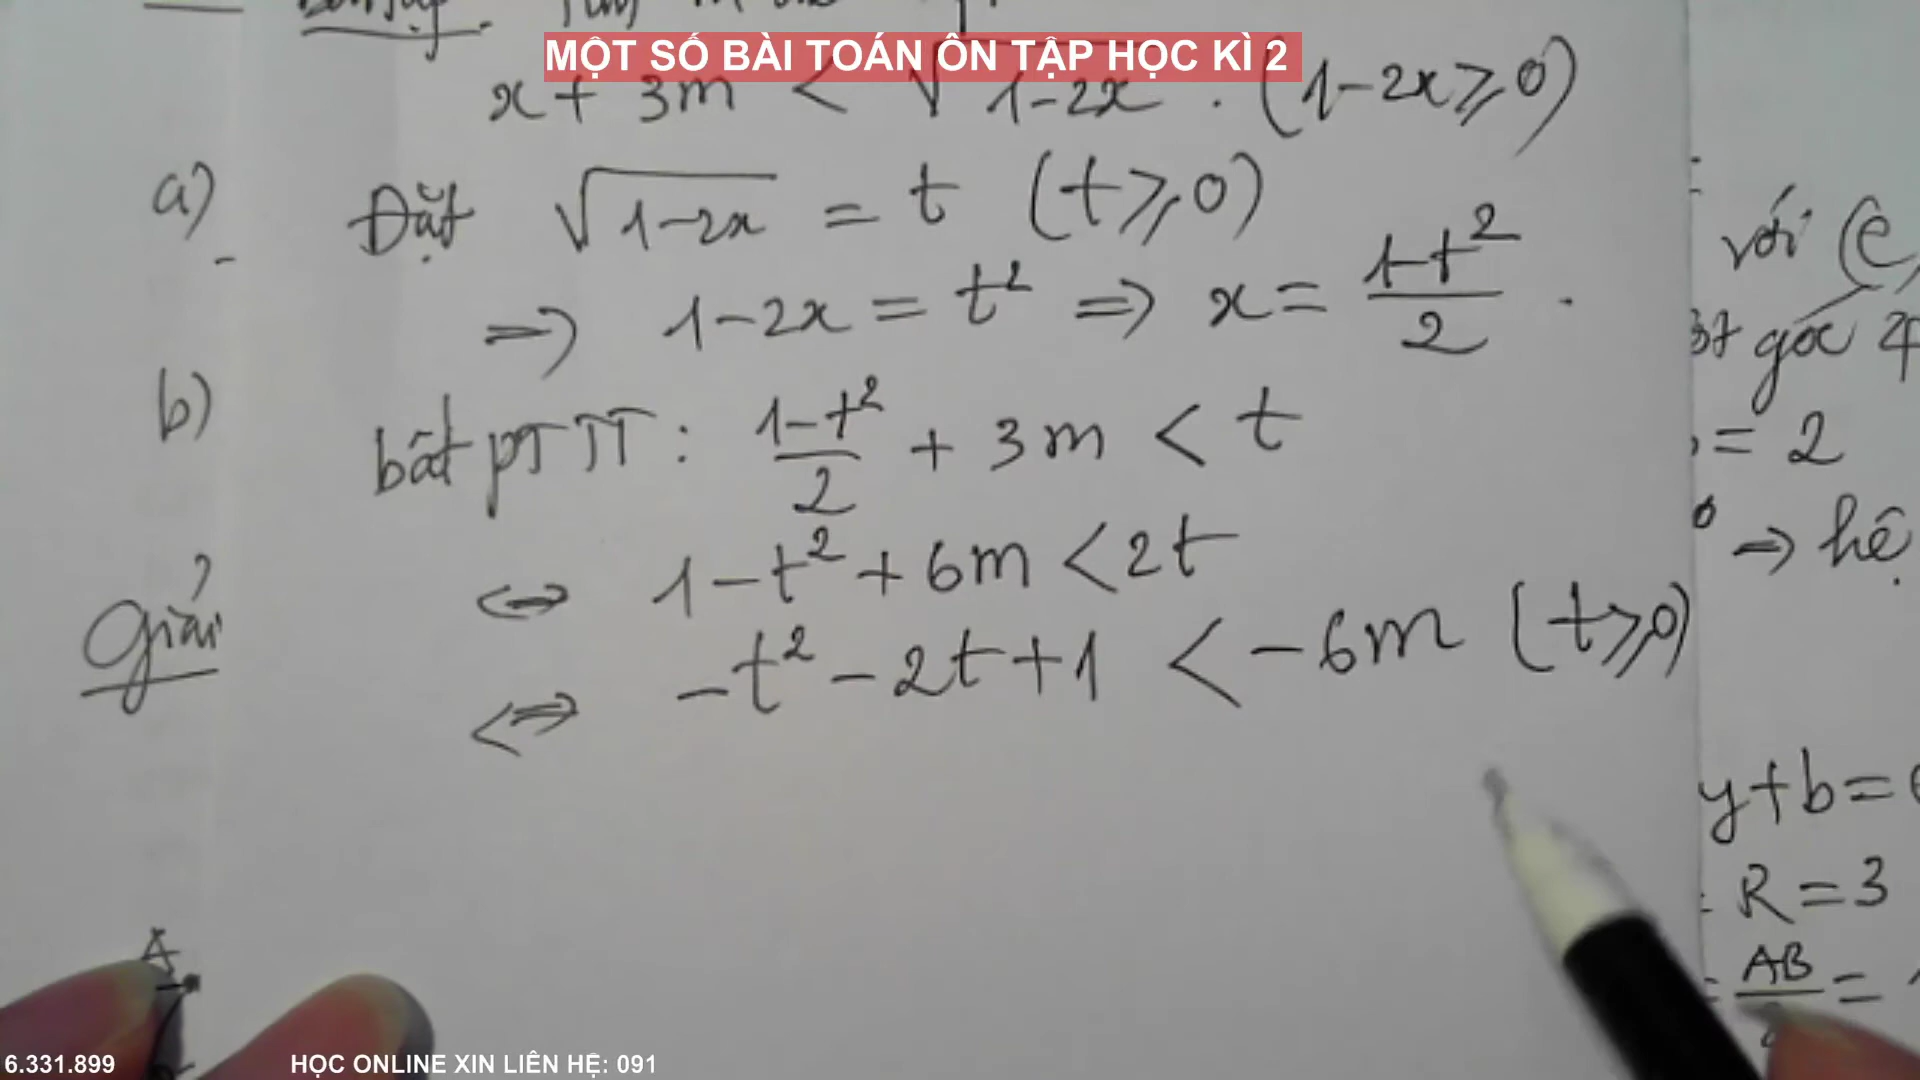 MỘT SỐ BÀI TOÁN ÔN TẬP HỌC KÌ 2
x + 3m < √1-2x . (1-2x ≥ 0)
a) Đặt √1-2x = t (t ≥ 0)
=> 1-2x = t² => x = (1-t²)/2 .
b) bất PT TT: (1-t²)/2 + 3m < t
<=> 1 - t² + 6m < 2t
Giải
<=> -t² - 2t + 1 < -6m (t ≥ 0)
với (C
góc
= 2
=> hệ
y + b =
R = 3
AB
=
A
6.331.899
HỌC ONLINE XIN LIÊN HỆ: 091